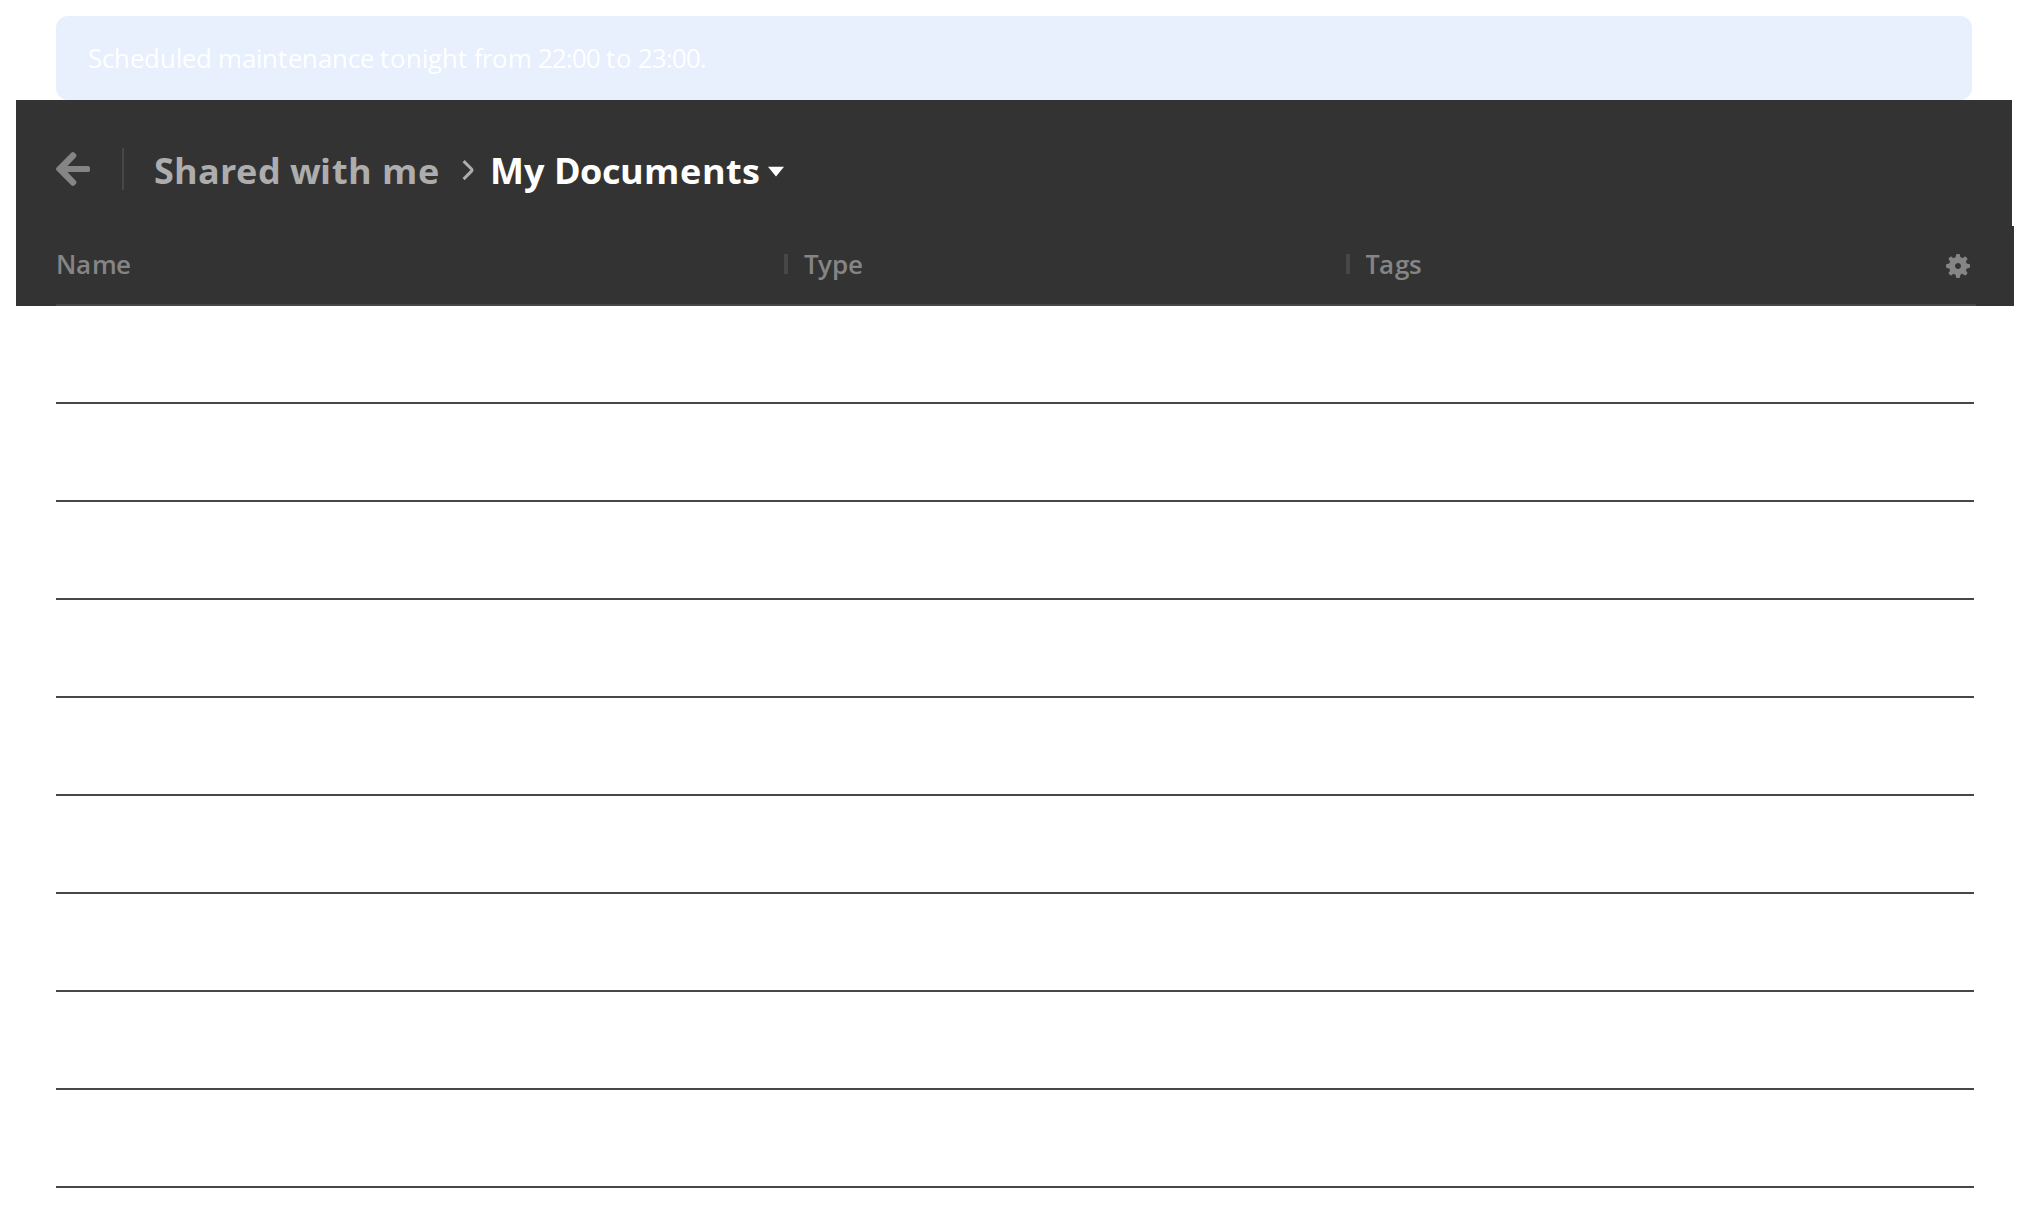 Scheduled maintenance tonight from 22:00 to 23:00.
Shared with me > My Documents
Name Type Tags